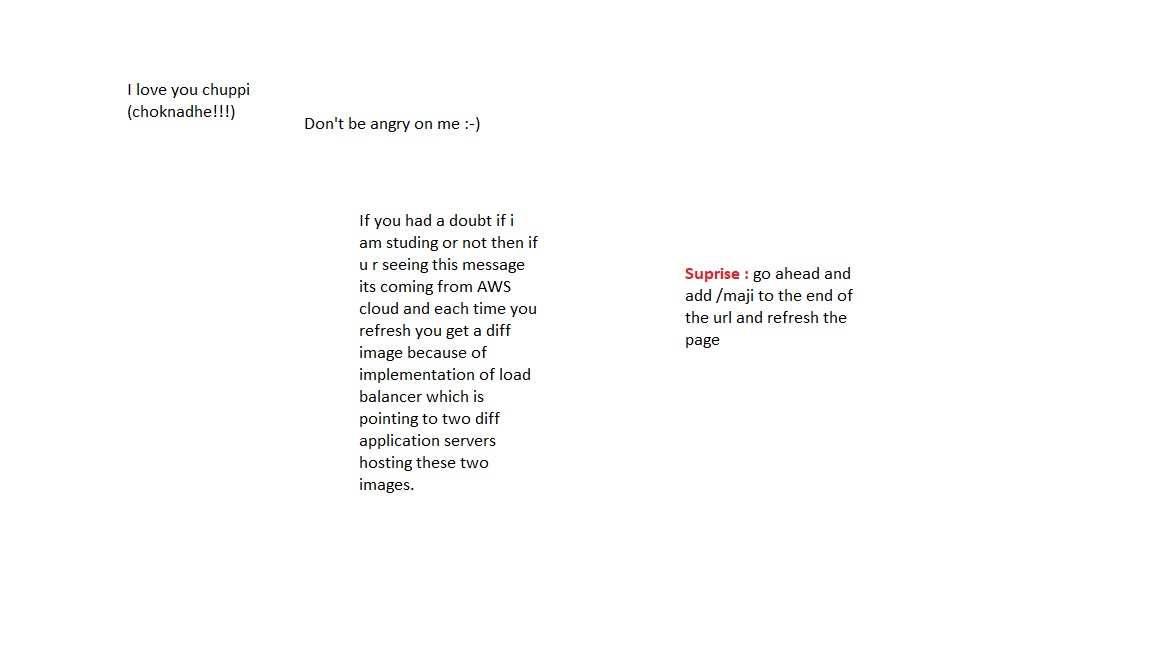 I love you chuppi
(choknadhe!!!)
Don't be angry on me :-)
If you had a doubt if i
am studing or not then if
u r seeing this message
its coming from AWS
cloud and each time you
refresh you get a diff
image because of
implementation of load
balancer which is
pointing to two diff
application servers
hosting these two
images.
Suprise : go ahead and
add /maji to the end of
the url and refresh the
page